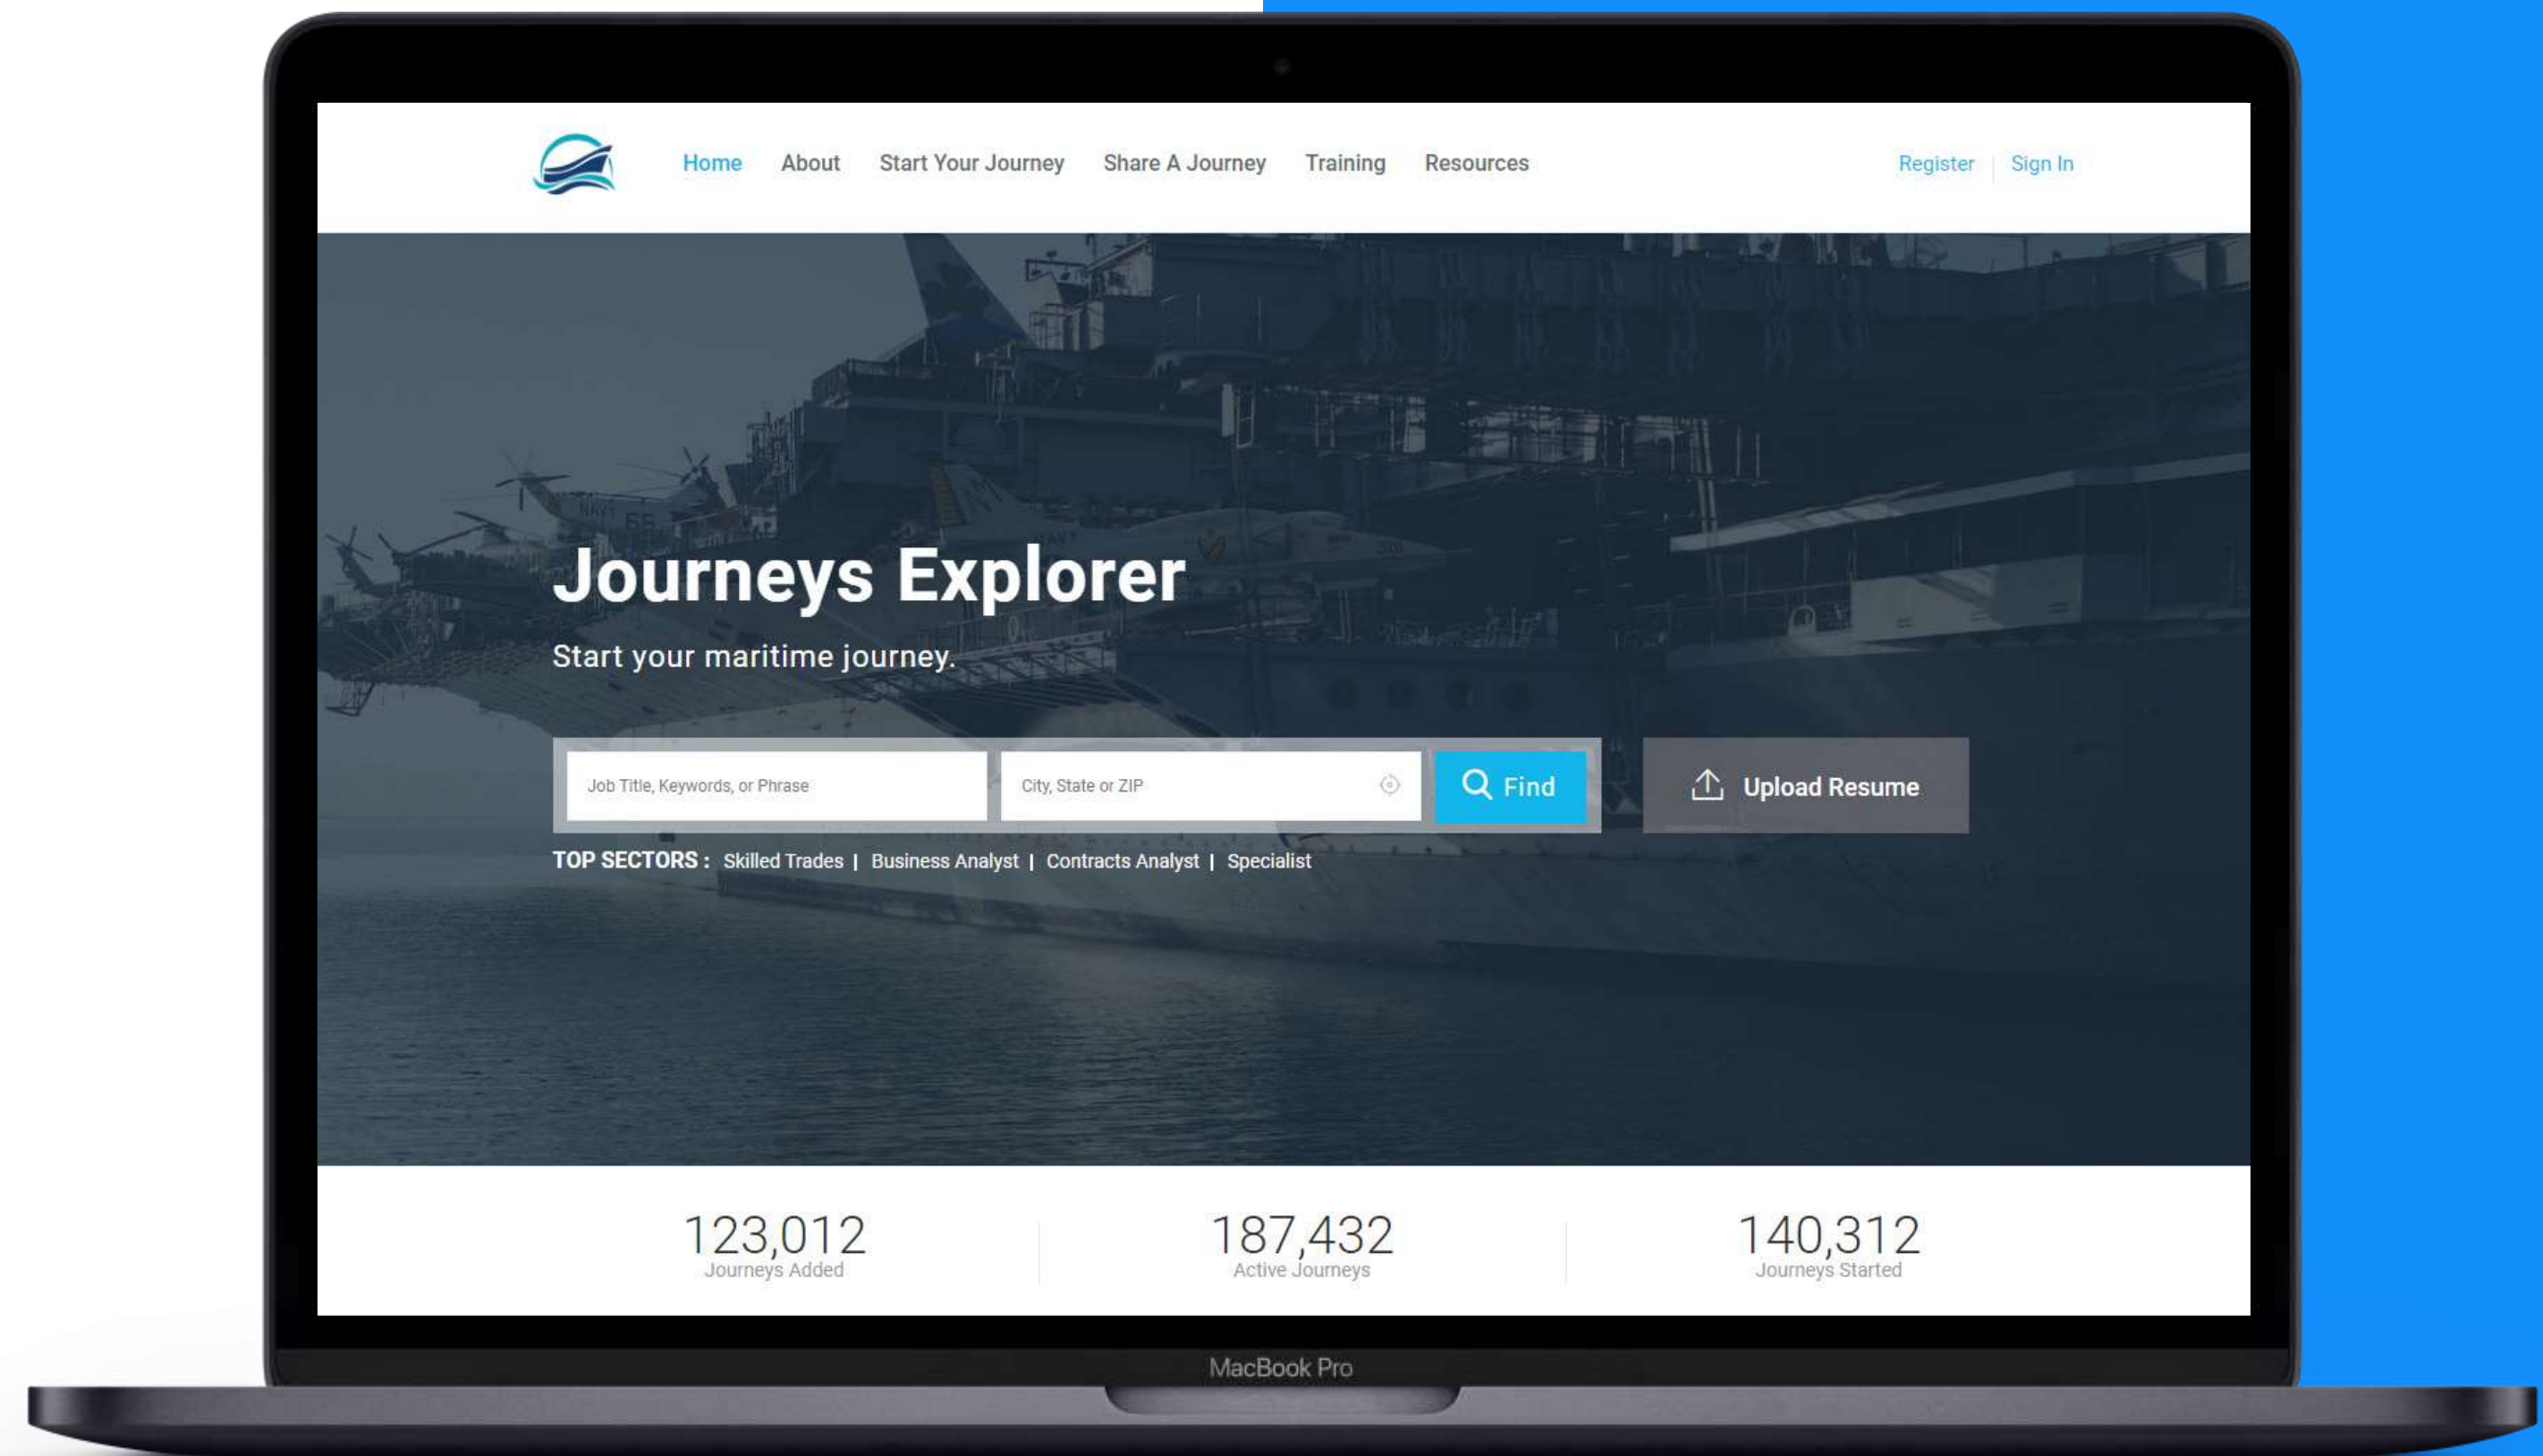 Home About Start Your Journey Share A Journey Training Resources Register Sign In
NAVY 66
Journeys Explorer
Start your maritime journey.
Job Title, Keywords, or Phrase City, State or ZIP Find Upload Resume
TOP SECTORS : Skilled Trades | Business Analyst | Contracts Analyst | Specialist
123,012 187,432 140,312
Journeys Added Active Journeys Journeys Started
MacBook Pro